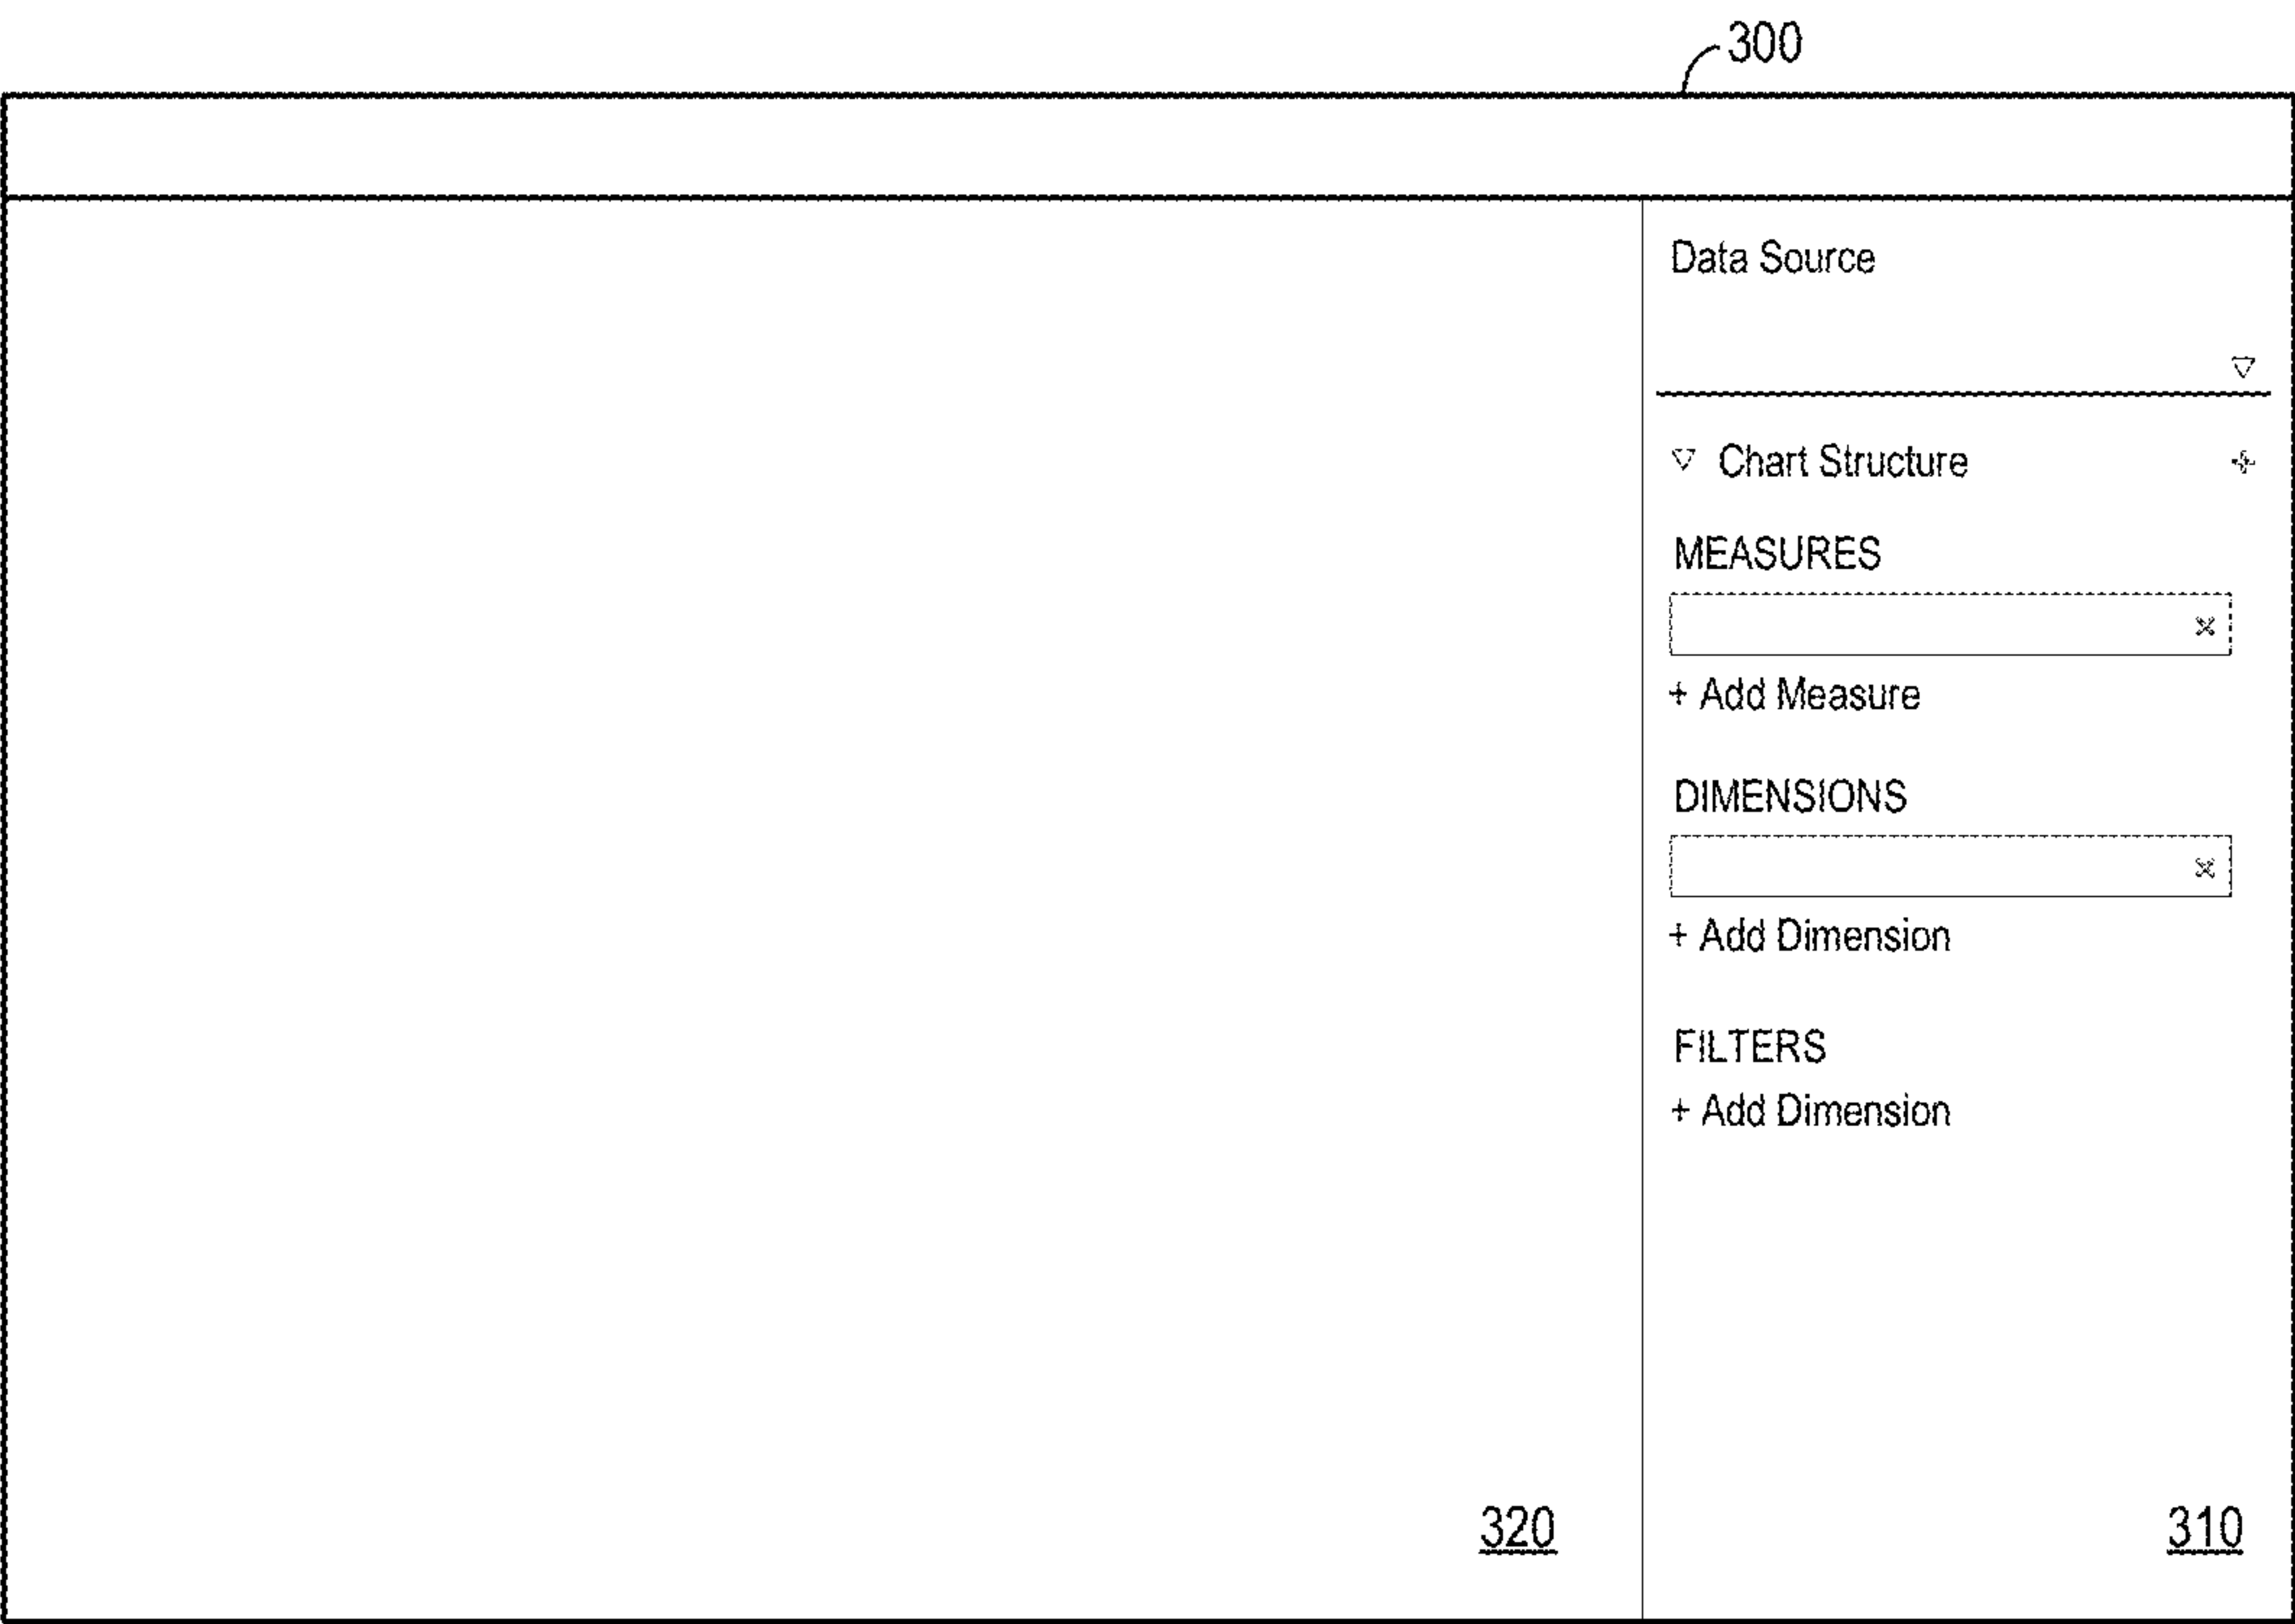 300
Data Source
Chart Structure +
MEASURES
×
+ Add Measure
DIMENSIONS
×
+ Add Dimension
FILTERS
+ Add Dimension
320
310